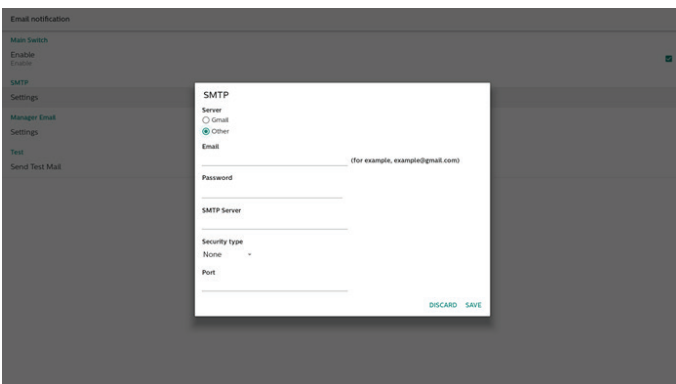 Email notification
Main Switch
Enable
Enable
SMTP
Settings
Manager Email
Settings
Test
Send Test Mail
SMTP
Server
Gmail
Other
Email
(for example, example@gmail.com)
Password
SMTP Server
Security type
None
Port
DISCARD SAVE